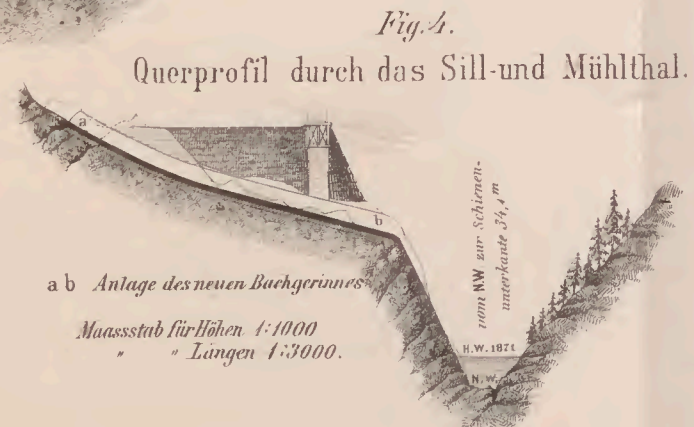 Fig. 4.
Querprofil durch das Sill-und Mühlthal.
a
b
vom N.W zur Schienen-
unterkante 34,1 m
a b Anlage des neuen Bachgerinnes
Maassstab für Höhen 1:1000
" " Längen 1:3000.
H.W. 1871
N.W.